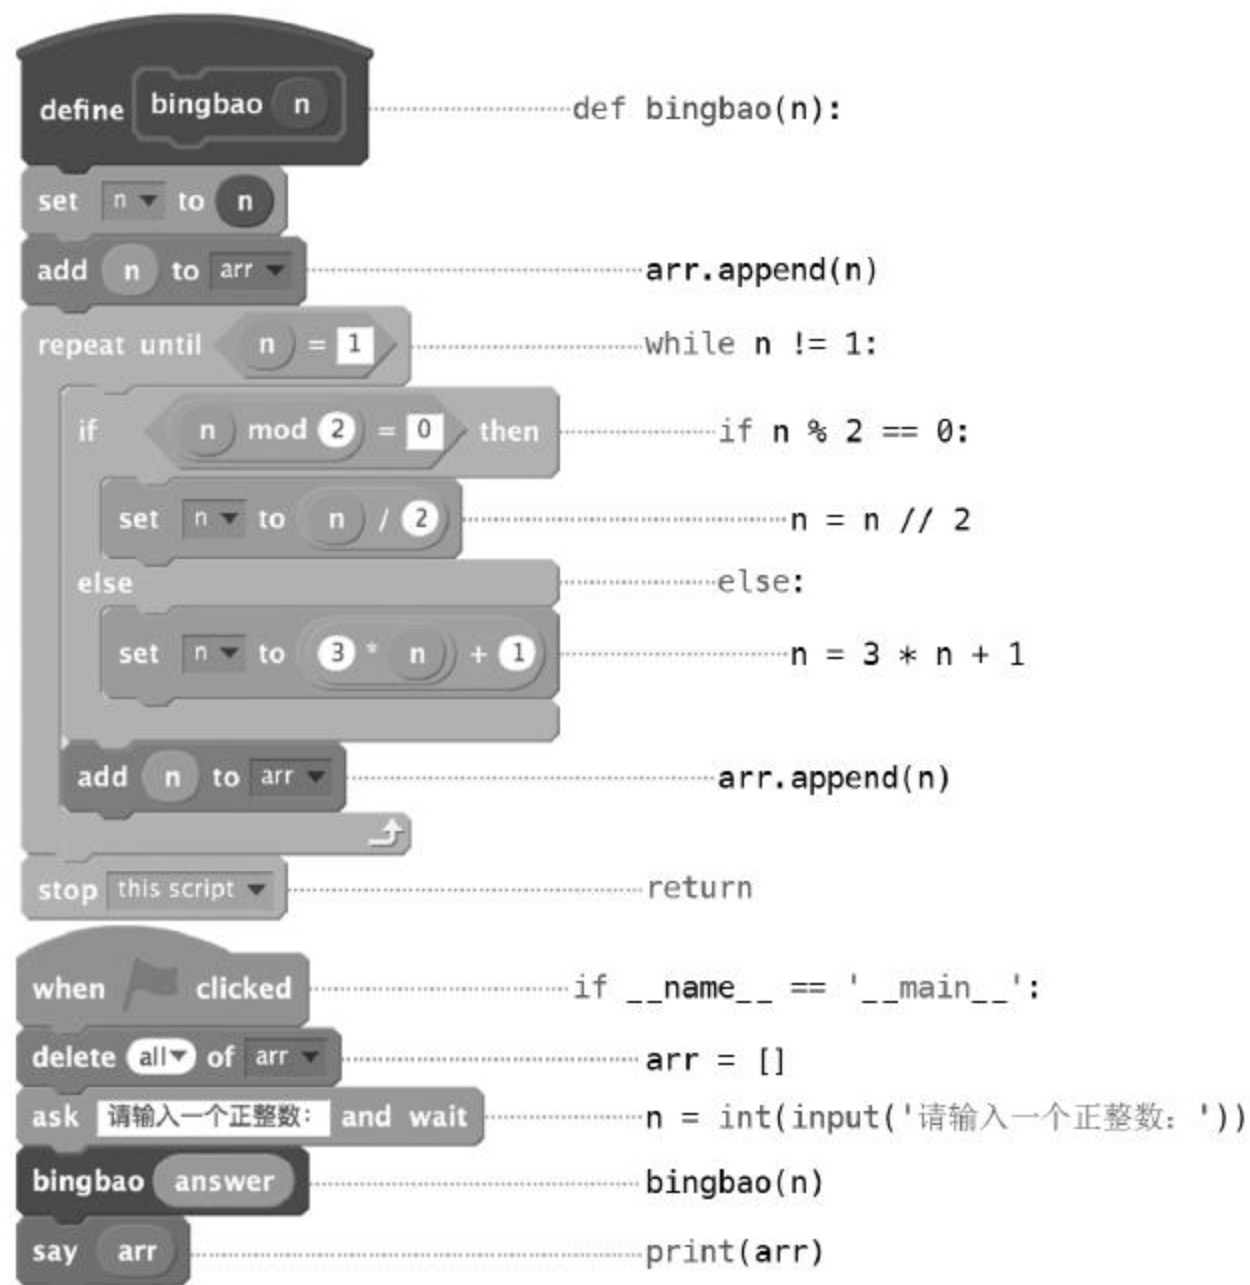 define bingbao n def bingbao(n):
set n to n
add n to arr arr.append(n)
repeat until n = 1 while n != 1:
if n mod 2 = 0 then if n % 2 == 0:
set n to n / 2 n = n // 2
else else:
set n to 3 * n + 1 n = 3 * n + 1
add n to arr arr.append(n)
stop this script return
when clicked if __name__ == '__main__':
delete all of arr arr = []
ask 请输入一个正整数: and wait n = int(input('请输入一个正整数: '))
bingbao answer bingbao(n)
say arr print(arr)